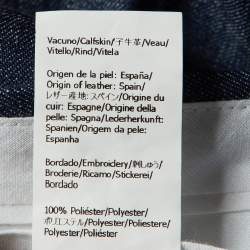 Vacuno/Calfskin/子牛革/Veau/
Vitello/Rind/Vitela
Origen de la piel: España/
Origin of leather: Spain/
レザー産地: スペイン/Origine du
cuir: Espagne/Origine della
pelle: Spagna/Lederherkunft:
Spanien/Origem da pele:
Espanha
Bordado/Embroidery/刺しゅう/
Broderie/Ricamo/Stickerei/
Bordado
100% Poliéster/Polyester/
ポリエステル/Polyester/Poliestere/
Polyester/Poliéster